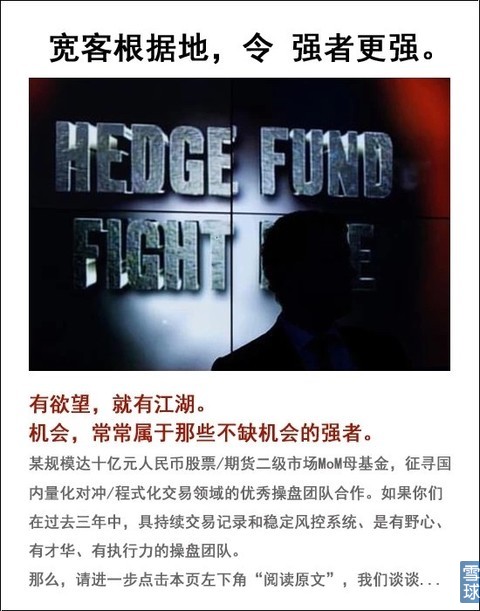 宽客根据地，令 强者更强。
HEDGE FUND
FIGHT
有欲望，就有江湖。
机会，常常属于那些不缺机会的强者。
某规模达十亿元人民币股票/期货二级市场MoM母基金，征寻国
内量化对冲/程式化交易领域的优秀操盘团队合作。如果你们
在过去三年中，具持续交易记录和稳定风控系统、是有野心、
有才华、有执行力的操盘团队。
那么，请进一步点击本页左下角“阅读原文”，我们谈谈...
雪球